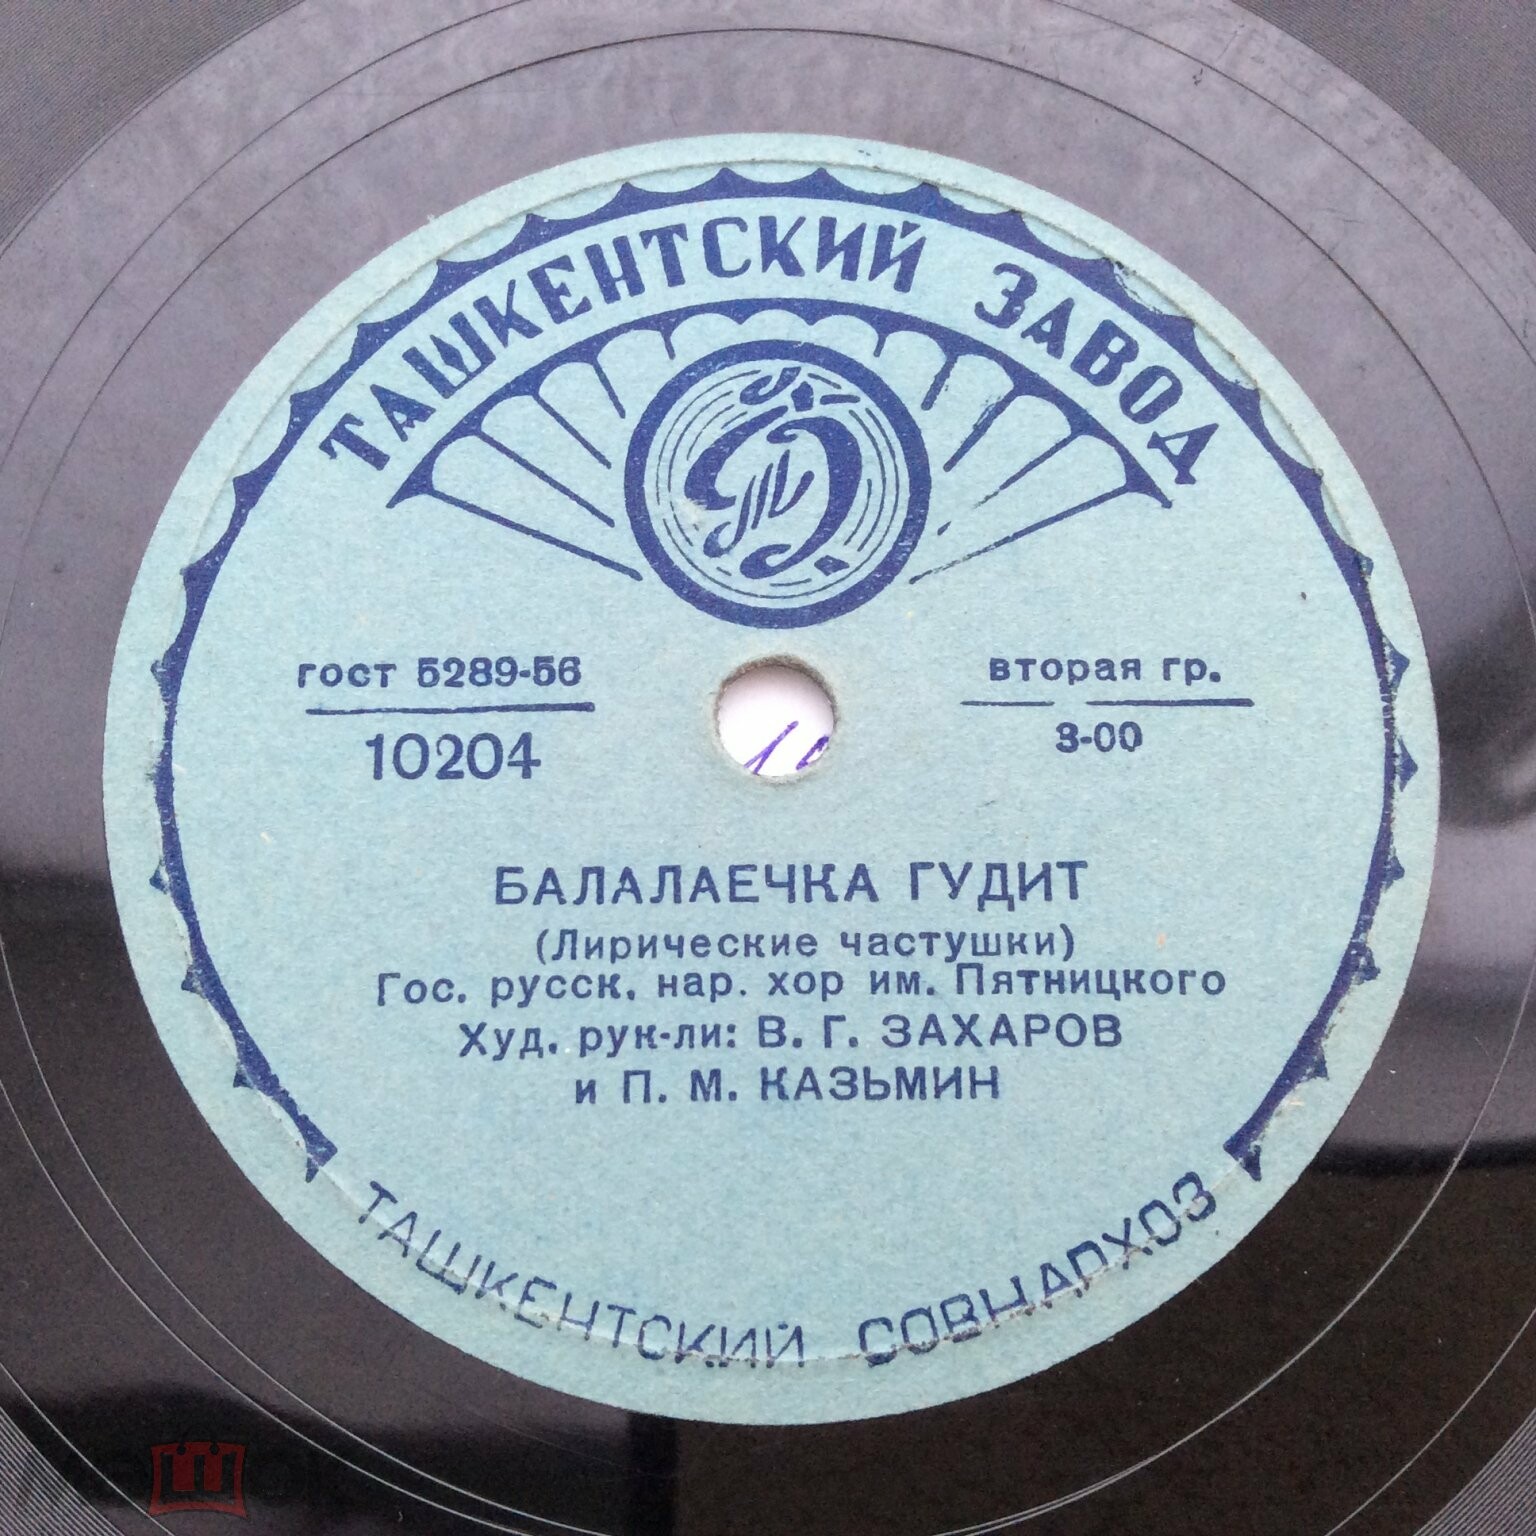 ТАШКЕНТСКИЙ ЗАВОД
гост 5289-56
10204
вторая гр.
3-00
БАЛАЛАЕЧКА ГУДИТ
(Лирические частушки)
Гос. русск. нар. хор им. Пятницкого
Худ. рук-ли: В. Г. ЗАХАРОВ
и П. М. КАЗЬМИН
ТАШКЕНТСКИЙ СОВНАРХОЗ